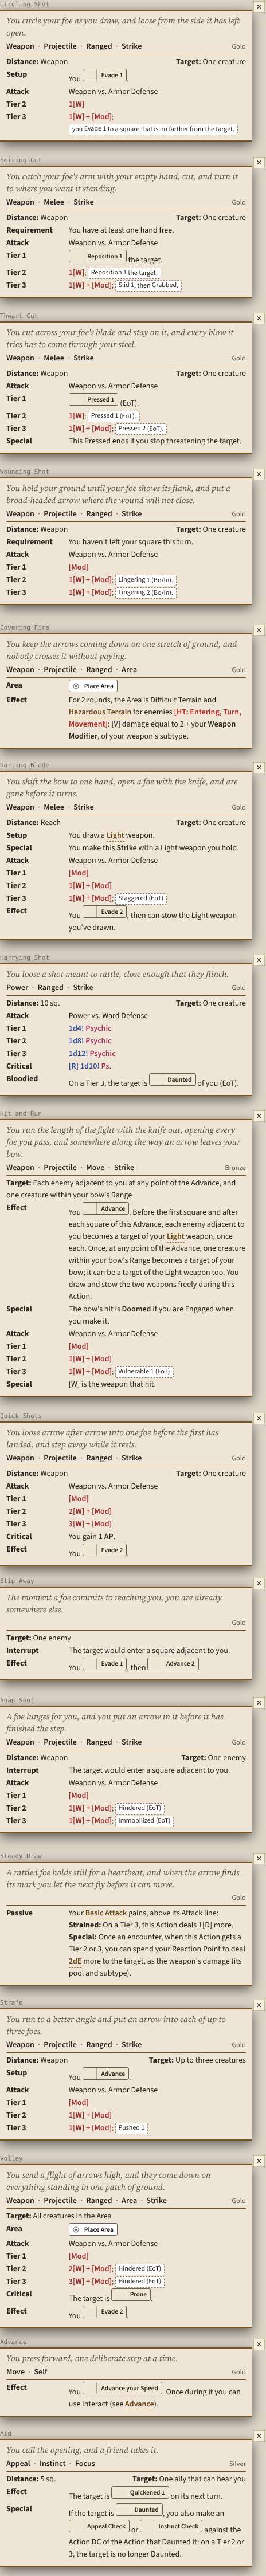 Circling Shot
×
You circle your foe as you draw, and loose from the side it has left
open.
Weapon · Projectile · Ranged · Strike Gold
Distance: Weapon Target: One creature
Setup You Evade 1.
Attack Weapon vs. Armor Defense
Tier 2 1[W]
Tier 3 1[W] + [Mod];
you Evade 1 to a square that is no farther from the target.
Seizing Cut
×
You catch your foe's arm with your empty hand, cut, and turn it
to where you want it standing.
Weapon · Melee · Strike Gold
Distance: Weapon Target: One creature
Requirement You have at least one hand free.
Attack Weapon vs. Armor Defense
Tier 1 Reposition 1 the target.
Tier 2 1[W]; Reposition 1 the target.
Tier 3 1[W] + [Mod]; Slid 1, then Grabbed.
Thwart Cut
×
You cut across your foe's blade and stay on it, and every blow it
tries has to come through your steel.
Weapon · Melee · Strike Gold
Distance: Weapon Target: One creature
Attack Weapon vs. Armor Defense
Tier 1 Pressed 1 (EoT).
Tier 2 1[W]; Pressed 1 (EoT).
Tier 3 1[W] + [Mod]; Pressed 2 (EoT).
Special This Pressed ends if you stop threatening the target.
Wounding Shot
×
You hold your ground until your foe shows its flank, and put a
broad-headed arrow where the wound will not close.
Weapon · Projectile · Ranged · Strike Gold
Distance: Weapon Target: One creature
Requirement You haven't left your square this turn.
Attack Weapon vs. Armor Defense
Tier 1 [Mod]
Tier 2 1[W] + [Mod]; Lingering 1 (Bo/In).
Tier 3 1[W] + [Mod]; Lingering 2 (Bo/In).
Covering Fire
×
You keep the arrows coming down on one stretch of ground, and
nobody crosses it without paying.
Weapon · Projectile · Ranged · Area Gold
Area Place Area
Effect For 2 rounds, the Area is Difficult Terrain and
Hazardous Terrain for enemies [HT: Entering, Turn,
Movement]: [V] damage equal to 2 + your Weapon
Modifier, of your weapon's subtype.
Darting Blade
×
You shift the bow to one hand, open a foe with the knife, and are
gone before it turns.
Weapon · Melee · Strike Gold
Distance: Reach Target: One creature
Setup You draw a Light weapon.
Special You make this Strike with a Light weapon you hold.
Attack Weapon vs. Armor Defense
Tier 1 [Mod]
Tier 2 1[W] + [Mod]
Tier 3 1[W] + [Mod]; Staggered (EoT)
Effect You Evade 2, then can stow the Light weapon
you've drawn.
Harrying Shot
×
You loose a shot meant to rattle, close enough that they flinch.
Power · Ranged · Strike
Distance: 10 sq. Target: One creature
Attack Power vs. Ward Defense
Tier 1 1d4! Psychic
Tier 2 1d8! Psychic
Tier 3 1d12! Psychic
Critical [R] 1d10! Ps.
Bloodied On a Tier 3, the target is Daunted of you (EoT).
Hit and Run
×
You run the length of the fight with the knife out, opening every
foe you pass, and somewhere along the way an arrow leaves your
bow.
Weapon · Projectile · Move · Strike Bronze
Target: Each enemy adjacent to you at any point of the Advance, and
one creature within your bow's Range
Effect You Advance. Before the first square and after
each square of this Advance, each enemy adjacent to
you becomes a target of your Light weapon, once
each. Once, at any point of the Advance, one creature
within your bow's Range becomes a target of your
bow; it can be a target of the Light weapon too. You
draw and stow the two weapons freely during this
Action.
Special The bow's hit is Doomed if you are Engaged when
you make it.
Attack Weapon vs. Armor Defense
Tier 1 1[W] + [Mod]
Tier 2 1[W] + [Mod]
Tier 3 1[W] + [Mod]; Vulnerable 1 (EoT)
Special [W] is the weapon that hit.
Quick Shots
×
You loose arrow after arrow into one foe before the first has
landed, and step away while it reels.
Weapon · Projectile · Ranged · Strike Gold
Distance: Weapon Target: One creature
Attack Weapon vs. Armor Defense
Tier 1 [Mod]
Tier 2 2[W] + [Mod]
Tier 3 3[W] + [Mod]
Critical You gain 1 AP.
Effect You Evade 2.
Slip Away
×
The moment a foe commits to reaching you, you are already
somewhere else.
Gold
Target: One enemy
Interrupt The target would enter a square adjacent to you.
Effect You Evade 1, then Advance 2.
Snap Shot
×
A foe lunges for you, and you put an arrow in it before it has
finished the step.
Weapon · Projectile · Ranged · Strike Gold
Distance: Weapon Target: One enemy
Interrupt The target would enter a square adjacent to you.
Attack Weapon vs. Armor Defense
Tier 1 [Mod]
Tier 2 1[W] + [Mod]; Hindered (EoT)
Tier 3 1[W] + [Mod]; Immobilized (EoT)
Steady Draw
×
A rattled foe holds still for a heartbeat, and when the arrow finds
its mark you let the next fly before it can move.
Gold
Passive Your Basic Attack gains, above its Attack line:
Strained: On a Tier 3, this Action deals 1[D] more.
Special: Once an encounter, when this Action gets a
Tier 2 or 3, you can spend your Reaction Point to deal
2dE more to the target, as the weapon's damage (its
pool and subtype).
Strafe
×
You run to a better angle and put an arrow into each of up to
three foes.
Weapon · Projectile · Ranged · Strike Gold
Distance: Weapon Target: Up to three creatures
Setup You Advance.
Attack Weapon vs. Armor Defense
Tier 1 [Mod]
Tier 2 1[W] + [Mod]
Tier 3 1[W] + [Mod]; Pushed 1
Volley
×
You send a flight of arrows high, and they come down on
everything standing in one patch of ground.
Weapon · Projectile · Ranged · Area · Strike Gold
Target: All creatures in the Area
Area Place Area
Attack Weapon vs. Armor Defense
Tier 1 [Mod]
Tier 2 2[W] + [Mod]; Hindered (EoT)
Tier 3 3[W] + [Mod]; Hindered (EoT)
Critical The target is Prone.
Effect You Evade 2.
Advance
×
You press forward, one deliberate step at a time.
Move · Self
Effect You Advance your Speed. Once during it you can
use Interact (see Advance).
Aid
×
You call the opening, and a friend takes it.
Appeal · Instinct · Focus Silver
Distance: 5 sq. Target: One ally that can hear you
Effect The target is Quickened 1 on its next turn.
Special If the target is Daunted, you also make an
Appeal Check or Instinct Check against the
Action DC of the Action that Daunted it: on a Tier 2 or
3, the target is no longer Daunted.